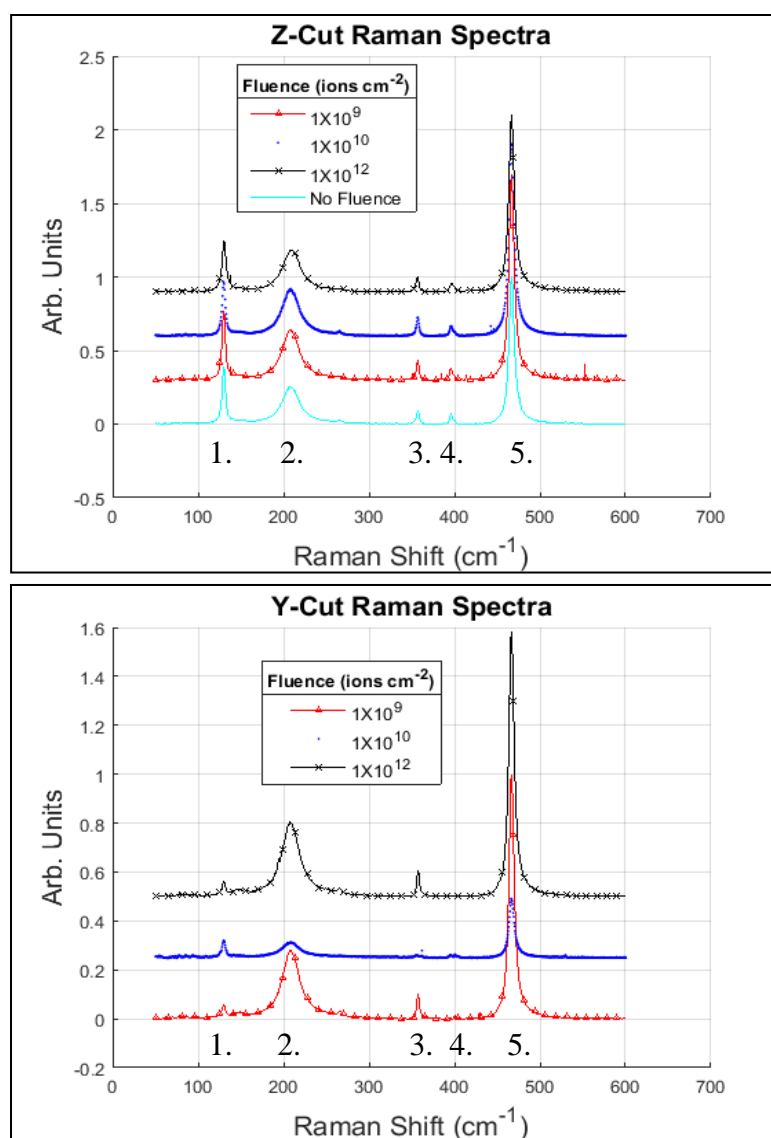 Z-Cut Raman Spectra
2.5
2
1.5
1
0.5
0
-0.5
Arb. Units
Fluence (ions cm-2)
1X10^9
1X10^10
1X10^12
No Fluence
1. 2. 3. 4. 5.
0 100 200 300 400 500 600 700
Raman Shift (cm-1)
Y-Cut Raman Spectra
1.6
1.4
1.2
1
0.8
0.6
0.4
0.2
0
-0.2
Arb. Units
Fluence (ions cm-2)
1X10^9
1X10^10
1X10^12
1. 2. 3. 4. 5.
0 100 200 300 400 500 600 700
Raman Shift (cm-1)